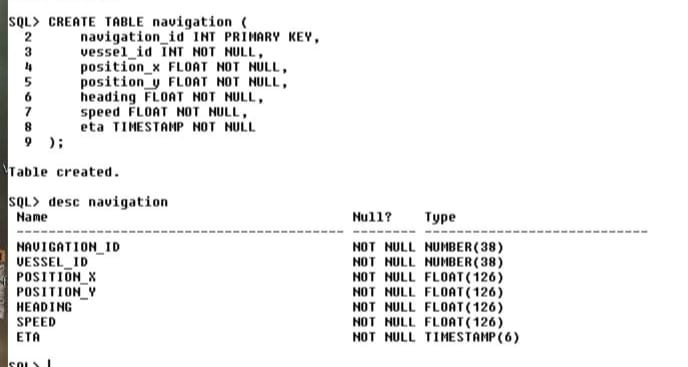 SQL> CREATE TABLE navigation (
  2        navigation_id INT PRIMARY KEY,
  3        vessel_id INT NOT NULL,
  4        position_x FLOAT NOT NULL,
  5        position_y FLOAT NOT NULL,
  6        heading FLOAT NOT NULL,
  7        speed FLOAT NOT NULL,
  8        eta TIMESTAMP NOT NULL
  9  );
Table created.
SQL> desc navigation
 Name                                      Null?    Type
 ----------------------------------------- -------- ----------------------------
 NAVIGATION_ID                             NOT NULL NUMBER(38)
 VESSEL_ID                                 NOT NULL NUMBER(38)
 POSITION_X                                NOT NULL FLOAT(126)
 POSITION_Y                                NOT NULL FLOAT(126)
 HEADING                                   NOT NULL FLOAT(126)
 SPEED                                     NOT NULL FLOAT(126)
 ETA                                       NOT NULL TIMESTAMP(6)
SQL>